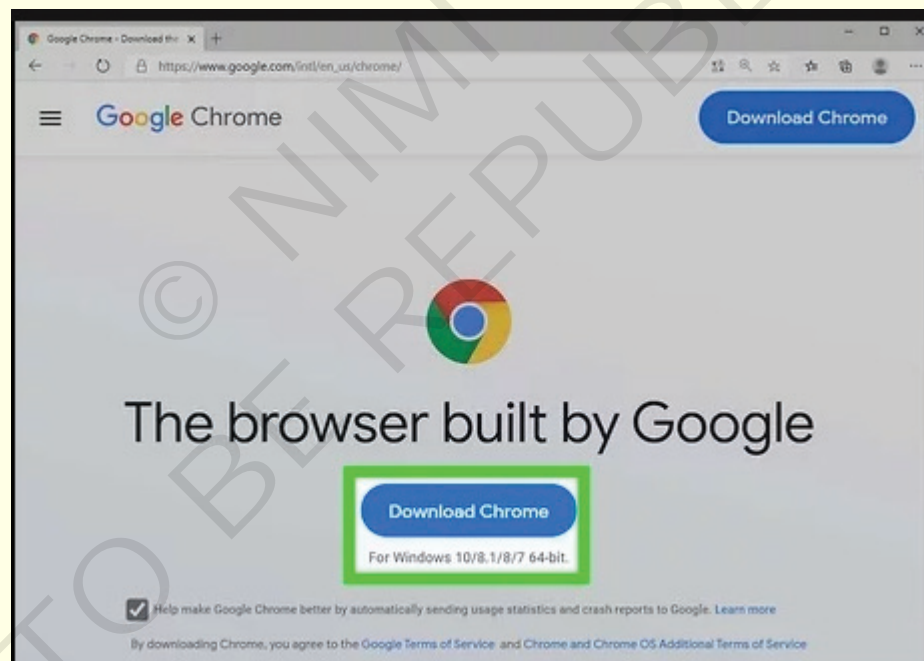 Google Chrome - Download the
https://www.google.com/intl/en_us/chrome/
Google Chrome
Download Chrome
© NIMI
TO BE REPUBL
The browser built by Google
Download Chrome
For Windows 10/8.1/8/7 64-bit.
Help make Google Chrome better by automatically sending usage statistics and crash reports to Google. Learn more
By downloading Chrome, you agree to the Google Terms of Service and Chrome and Chrome OS Additional Terms of Service